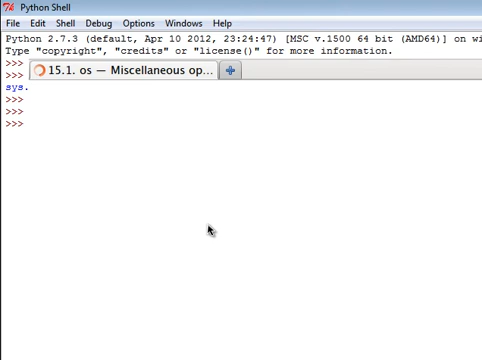 Python Shell
File Edit Shell Debug Options Windows Help
Python 2.7.3 (default, Apr 10 2012, 23:24:47) [MSC v.1500 64 bit (AMD64)] on wi
Type "copyright", "credits" or "license()" for more information.
>>>
>>> 15.1. os — Miscellaneous op...
sys.
>>>
>>>
>>>